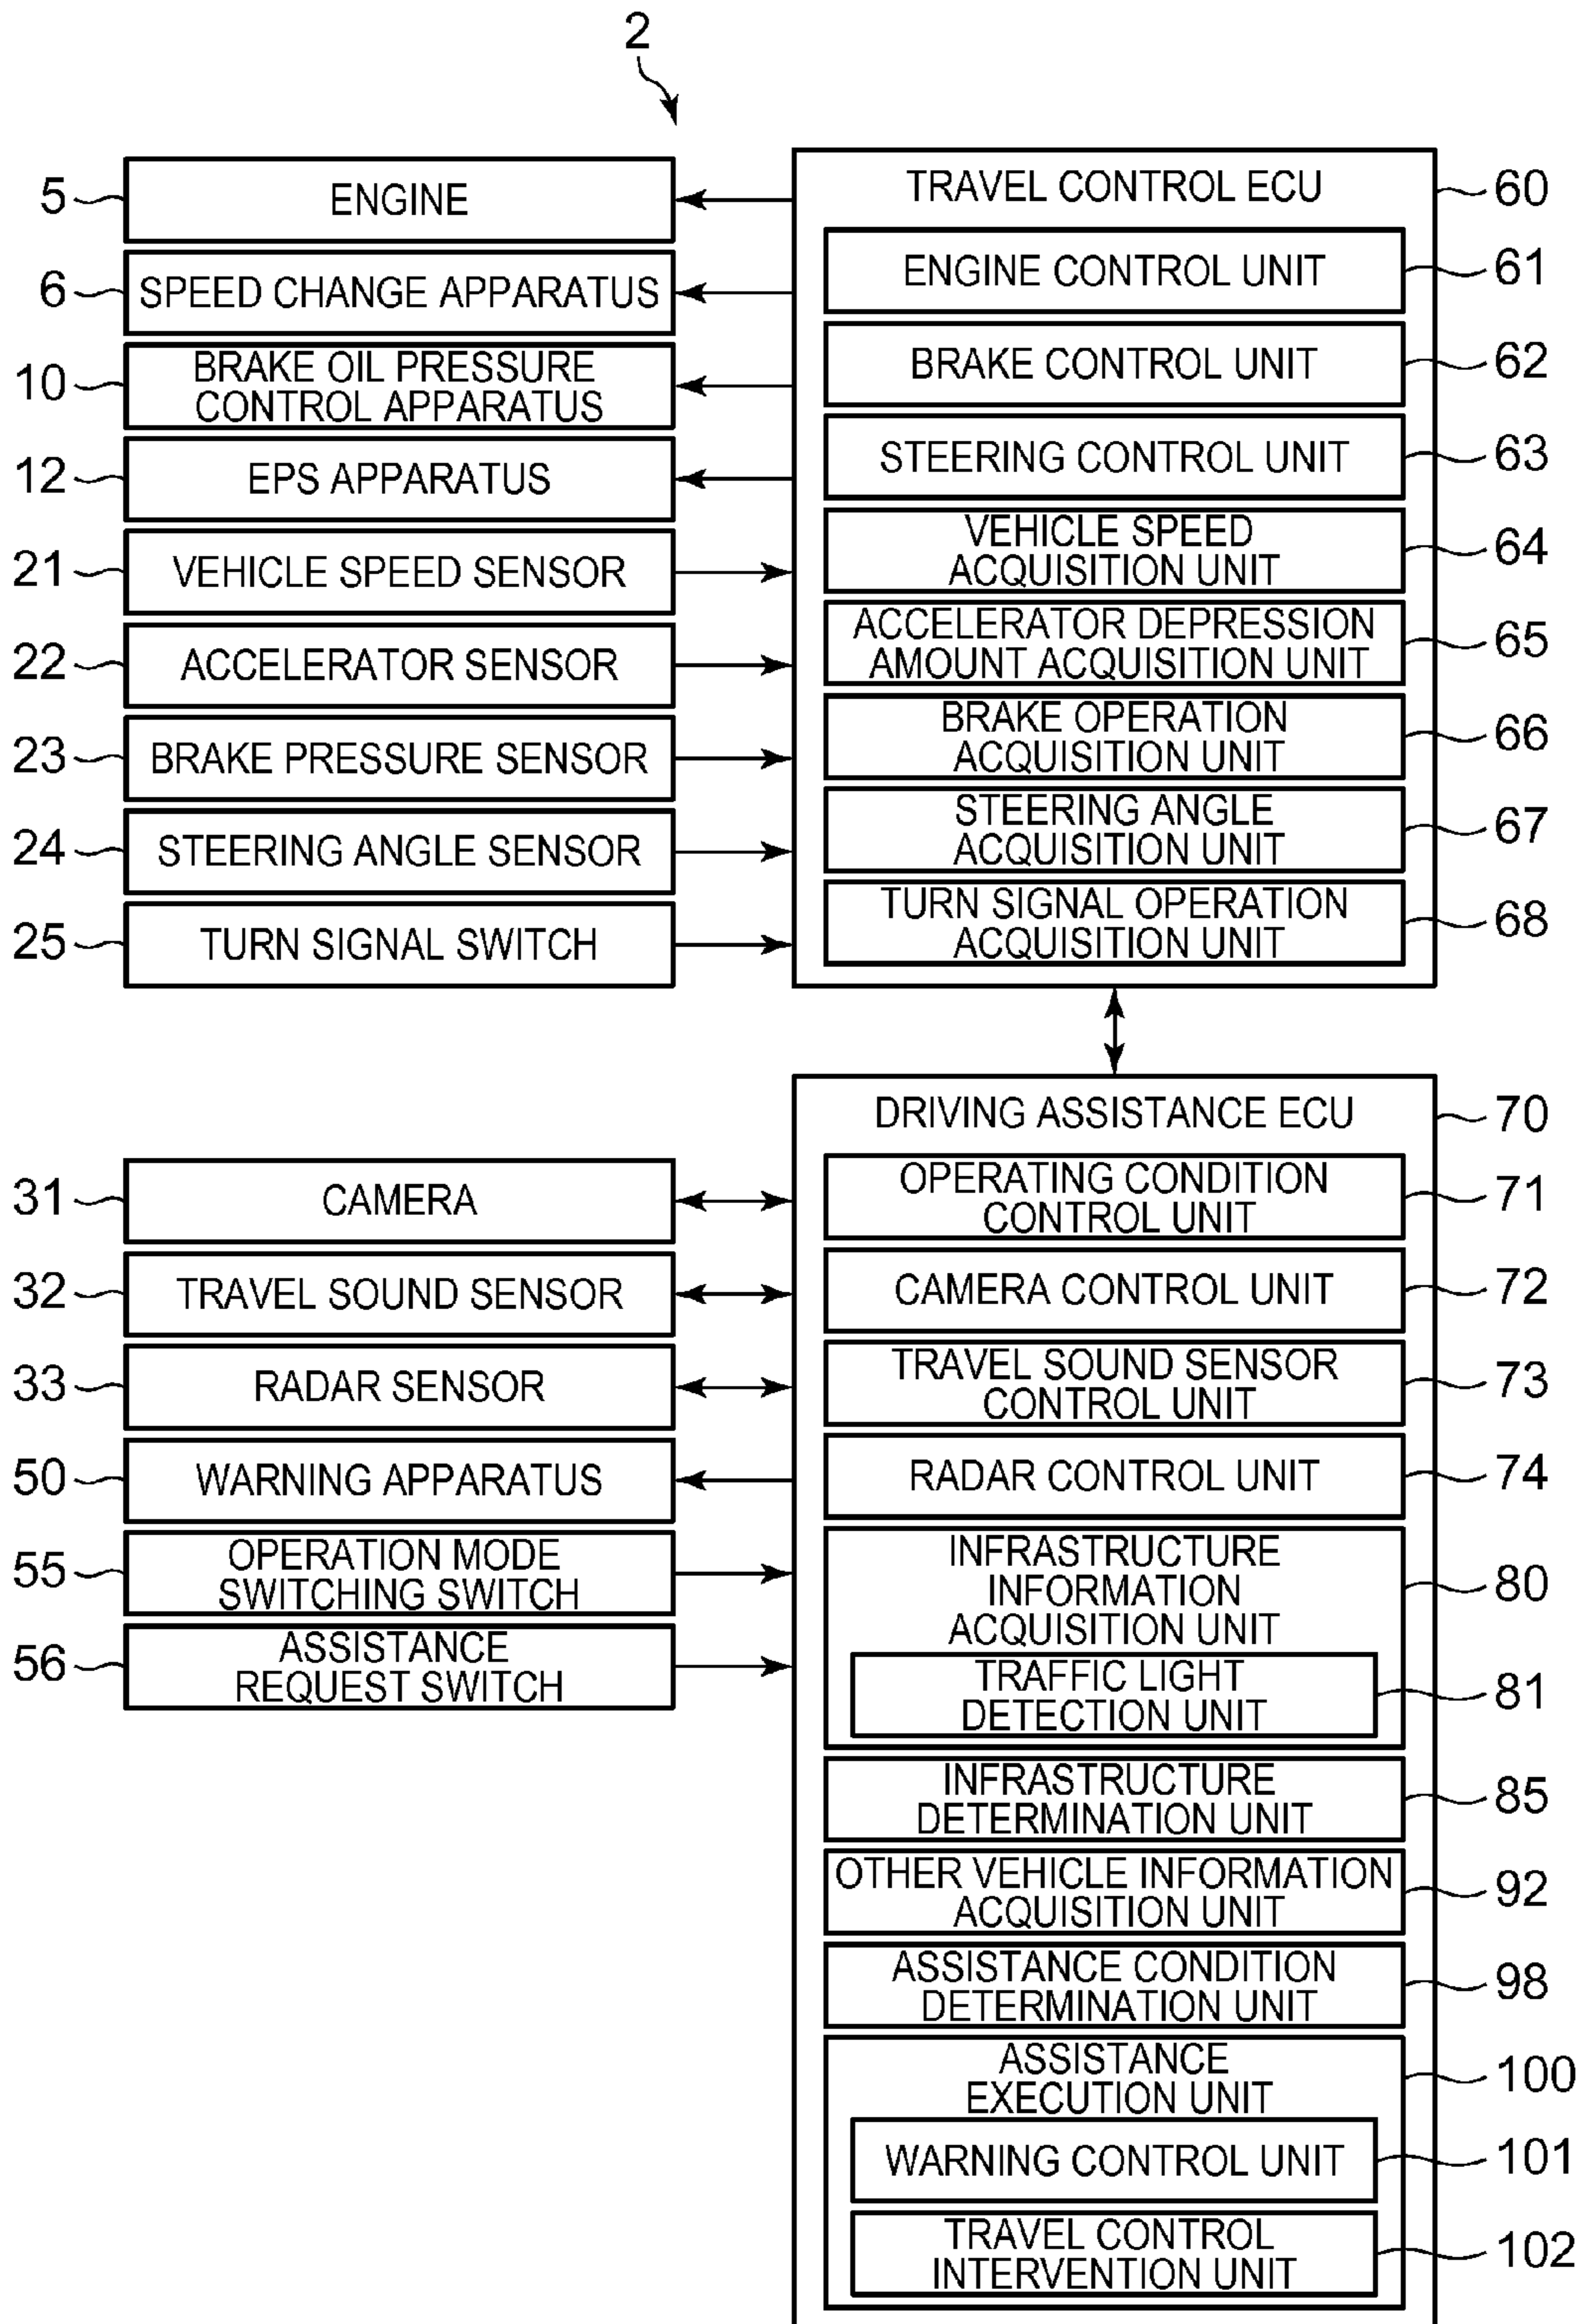 2
5
ENGINE
6
SPEED CHANGE APPARATUS
10
BRAKE OIL PRESSURE
CONTROL APPARATUS
12
EPS APPARATUS
21
VEHICLE SPEED SENSOR
22
ACCELERATOR SENSOR
23
BRAKE PRESSURE SENSOR
24
STEERING ANGLE SENSOR
25
TURN SIGNAL SWITCH
TRAVEL CONTROL ECU
60
ENGINE CONTROL UNIT
61
BRAKE CONTROL UNIT
62
STEERING CONTROL UNIT
63
VEHICLE SPEED
ACQUISITION UNIT
64
ACCELERATOR DEPRESSION
AMOUNT ACQUISITION UNIT
65
BRAKE OPERATION
ACQUISITION UNIT
66
STEERING ANGLE
ACQUISITION UNIT
67
TURN SIGNAL OPERATION
ACQUISITION UNIT
68
31
CAMERA
32
TRAVEL SOUND SENSOR
33
RADAR SENSOR
50
WARNING APPARATUS
55
OPERATION MODE
SWITCHING SWITCH
56
ASSISTANCE
REQUEST SWITCH
DRIVING ASSISTANCE ECU
70
OPERATING CONDITION
CONTROL UNIT
71
CAMERA CONTROL UNIT
72
TRAVEL SOUND SENSOR
CONTROL UNIT
73
RADAR CONTROL UNIT
74
INFRASTRUCTURE
INFORMATION
ACQUISITION UNIT
80
TRAFFIC LIGHT
DETECTION UNIT
81
INFRASTRUCTURE
DETERMINATION UNIT
85
OTHER VEHICLE INFORMATION
ACQUISITION UNIT
92
ASSISTANCE CONDITION
DETERMINATION UNIT
98
ASSISTANCE
EXECUTION UNIT
100
WARNING CONTROL UNIT
101
TRAVEL CONTROL
INTERVENTION UNIT
102